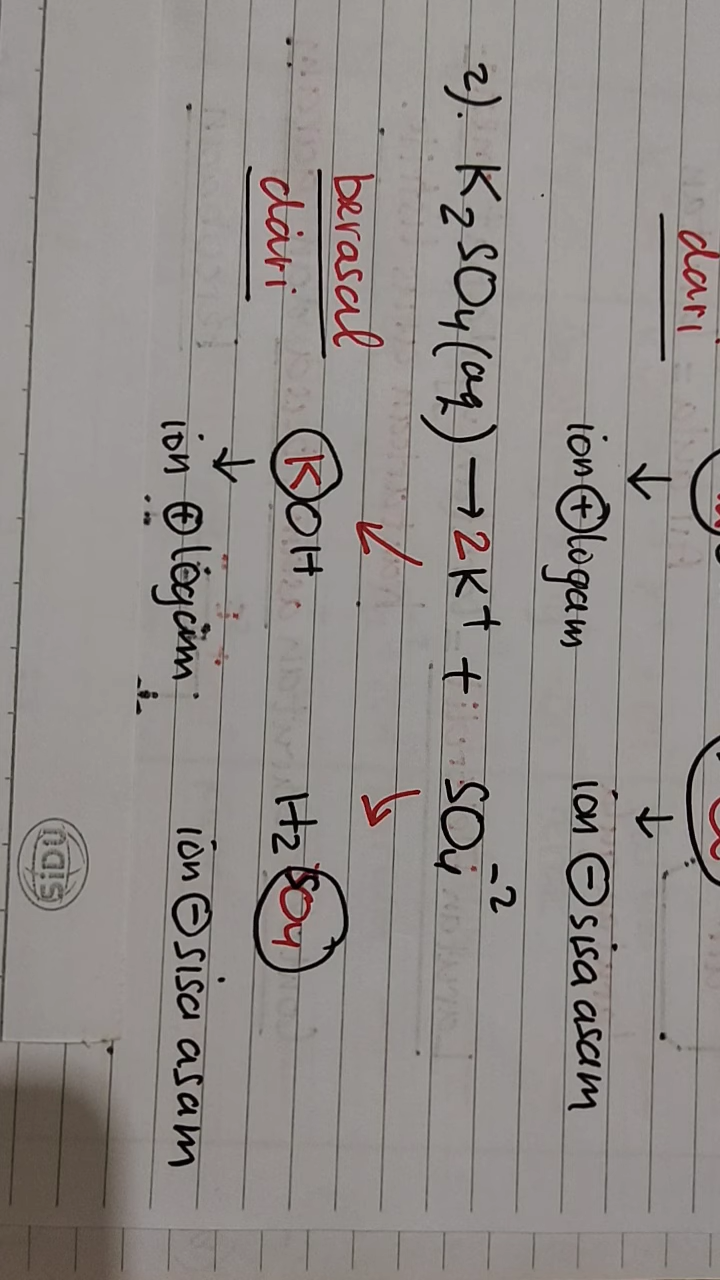 dari
↓ ↓
ion ⊕ logam ion ⊖ sisa asam
2). K2SO4(aq) → 2K+ + SO4-2
berasal
dari
KOH H2SO4
↓
ion ⊕ logam ion ⊖ sisa asam
SIDU